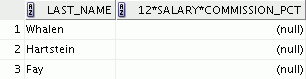 LAST_NAME 12*SALARY*COMMISSION_PCT
1 Whalen (null)
2 Hartstein (null)
3 Fay (null)